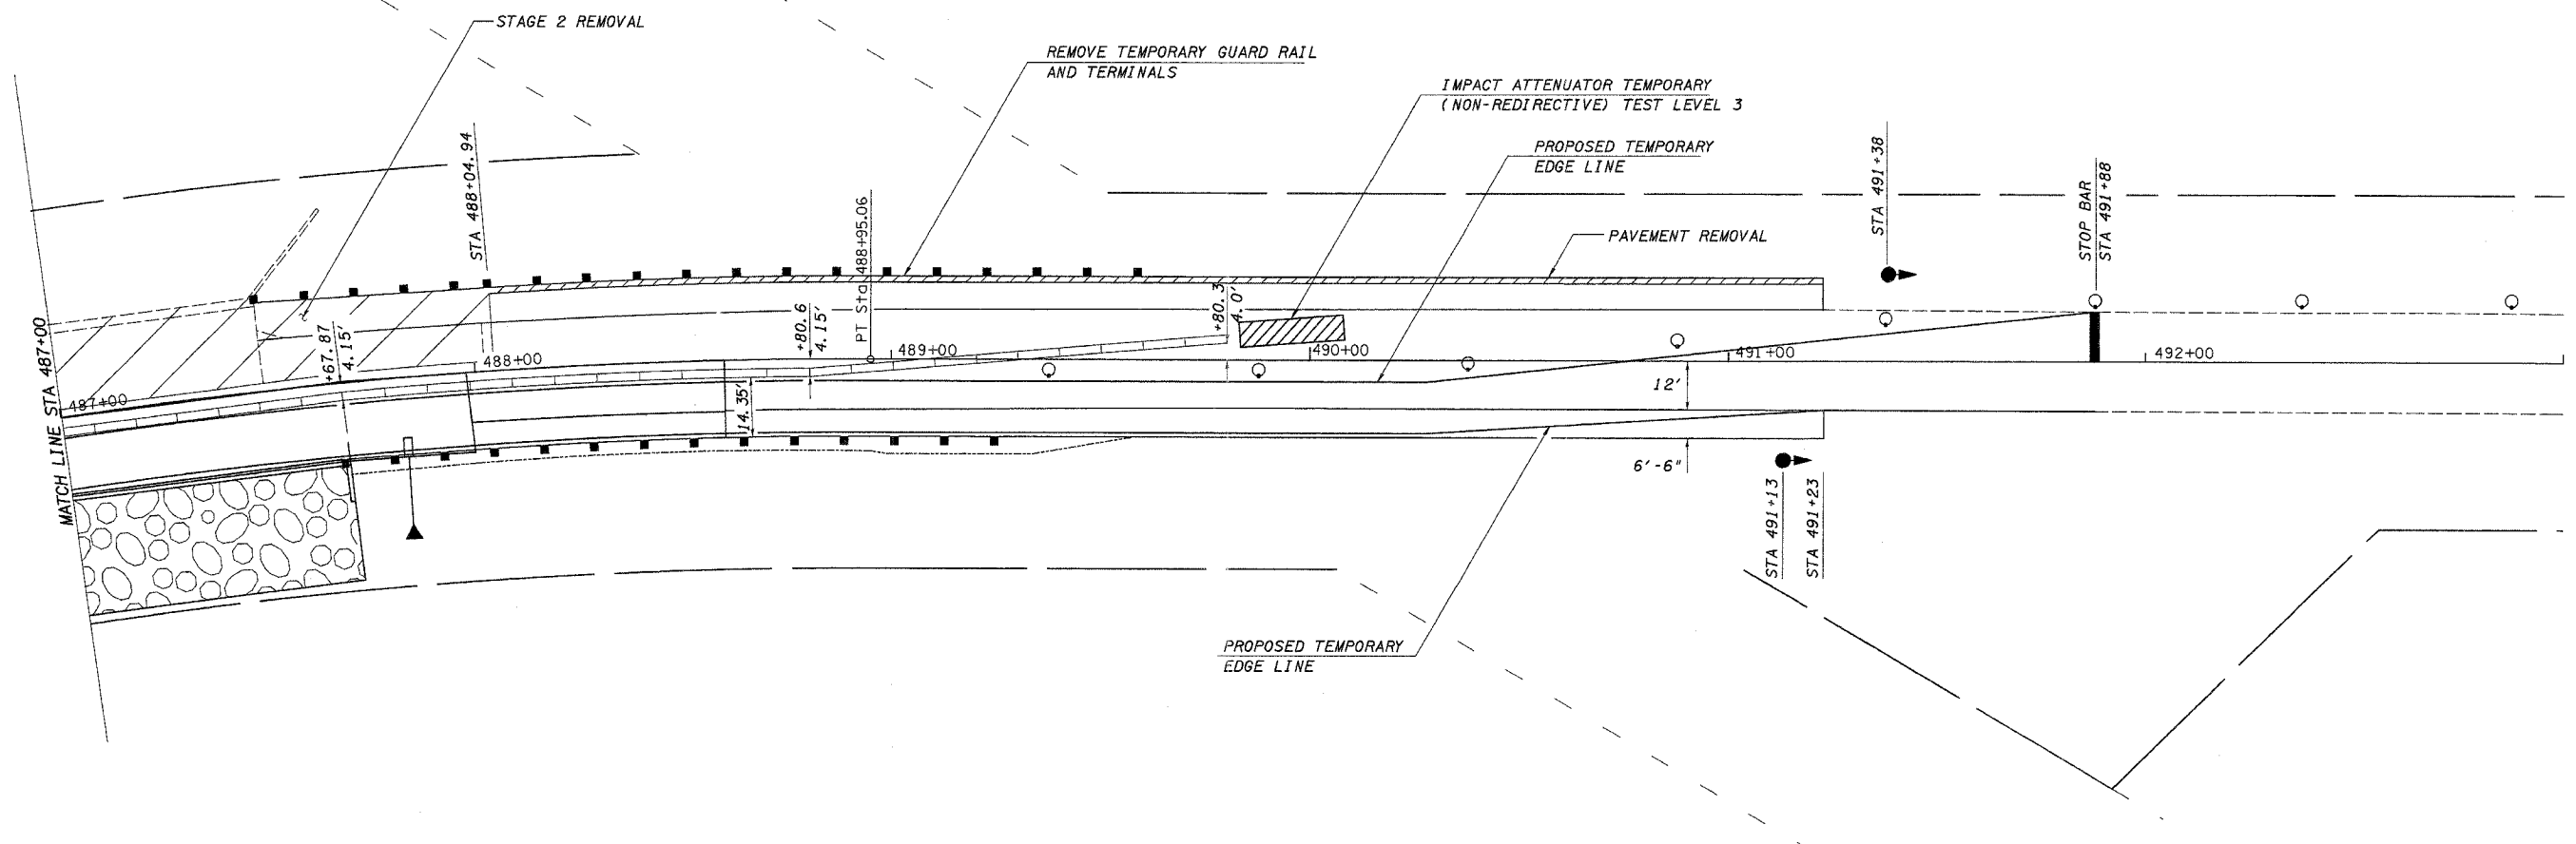 STAGE 2 REMOVAL
REMOVE TEMPORARY GUARD RAIL
AND TERMINALS
IMPACT ATTENUATOR TEMPORARY
(NON-REDIRECTIVE) TEST LEVEL 3
PROPOSED TEMPORARY
EDGE LINE
PAVEMENT REMOVAL
STA 488+04.94
PT Sta 488+95.06
STA 491+38
STOP BAR
STA 491+88
MATCH LINE STA 487+00
+67.87
4.15'
+80.6
4.15'
+80.3
4.0'
487+00
488+00
489+00
490+00
491+00
492+00
14.35'
12'
6'-6"
STA 491+13
STA 491+23
PROPOSED TEMPORARY
EDGE LINE